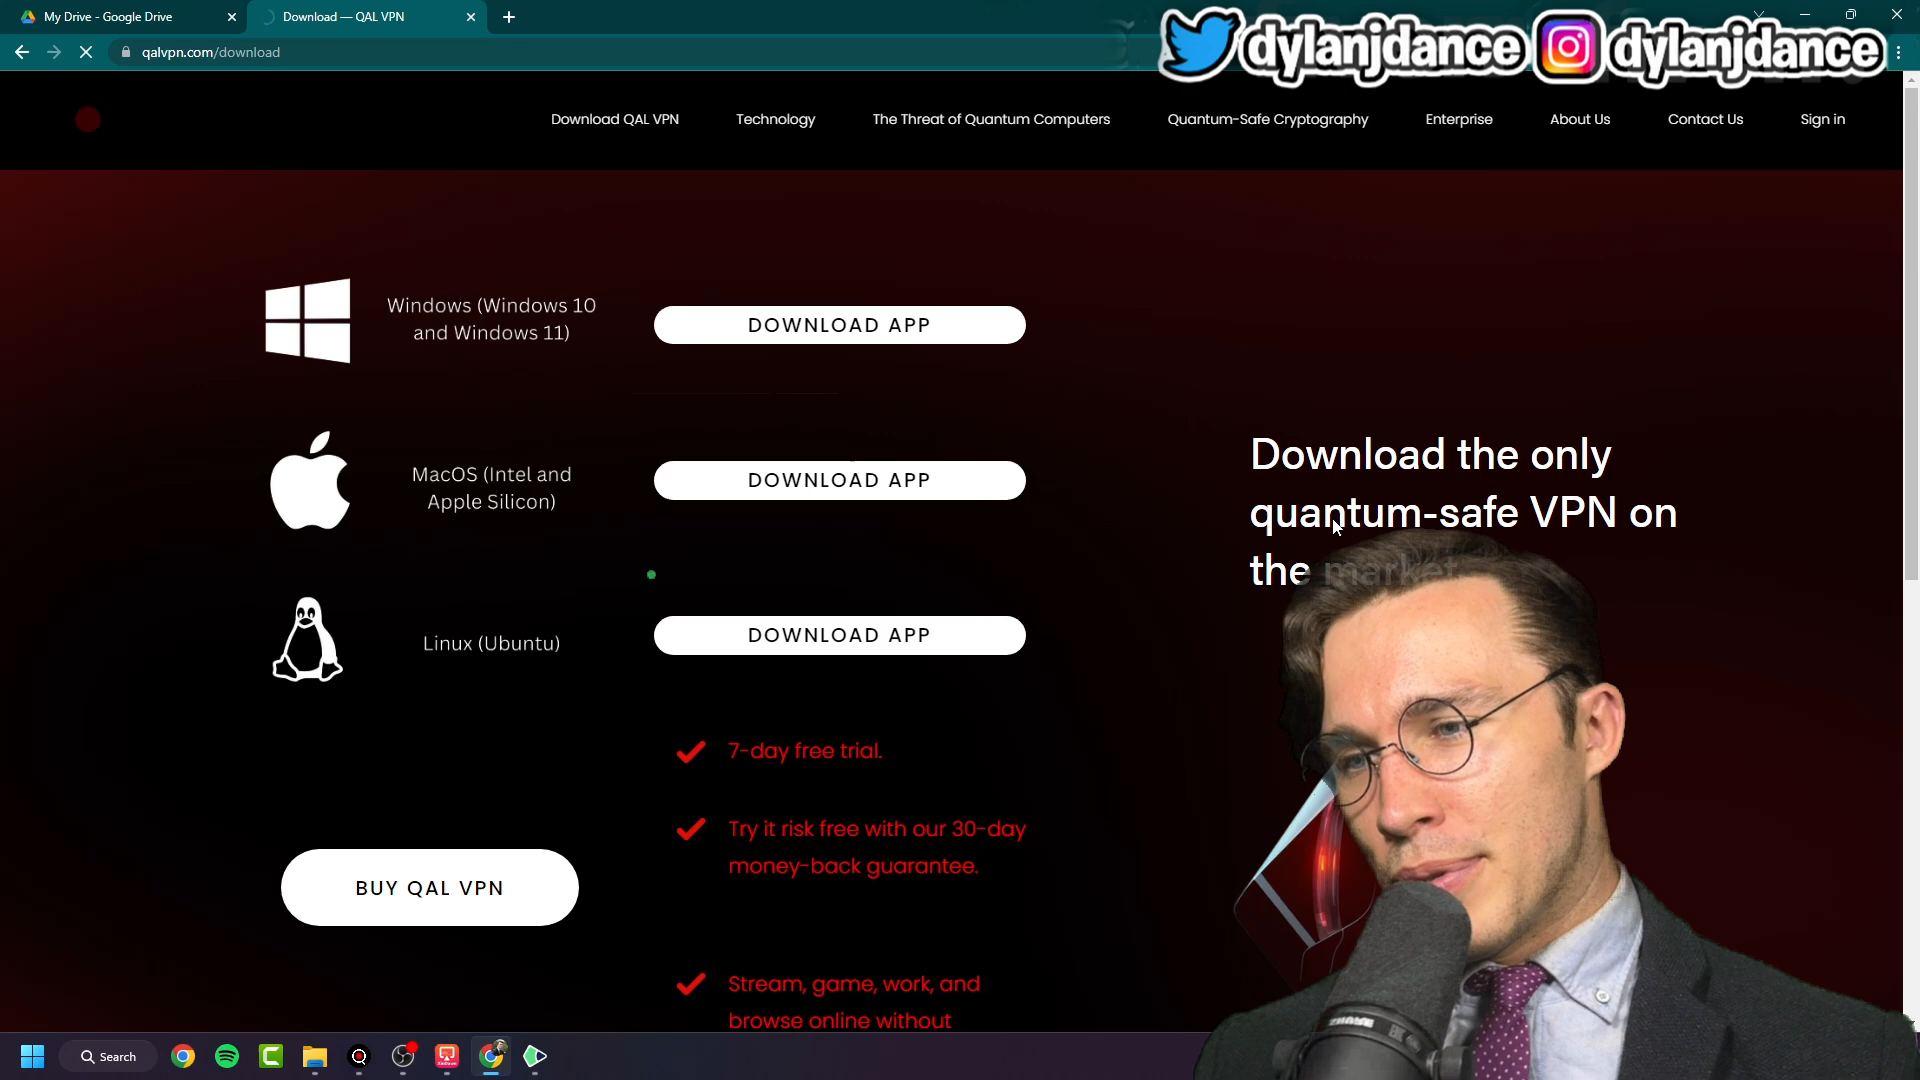 My Drive - Google Drive
Download — QAL VPN
qalvpn.com/download
dylanjdance
dylanjdance
Download QAL VPN
Technology
The Threat of Quantum Computers
Quantum-Safe Cryptography
Enterprise
About Us
Contact Us
Sign in
Windows (Windows 10
and Windows 11)
DOWNLOAD APP
MacOS (Intel and
Apple Silicon)
DOWNLOAD APP
Linux (Ubuntu)
DOWNLOAD APP
Download the only
quantum-safe VPN on
the market
7-day free trial.
Try it risk free with our 30-day
money-back guarantee.
BUY QAL VPN
Stream, game, work, and
browse online without
Search
SHURE